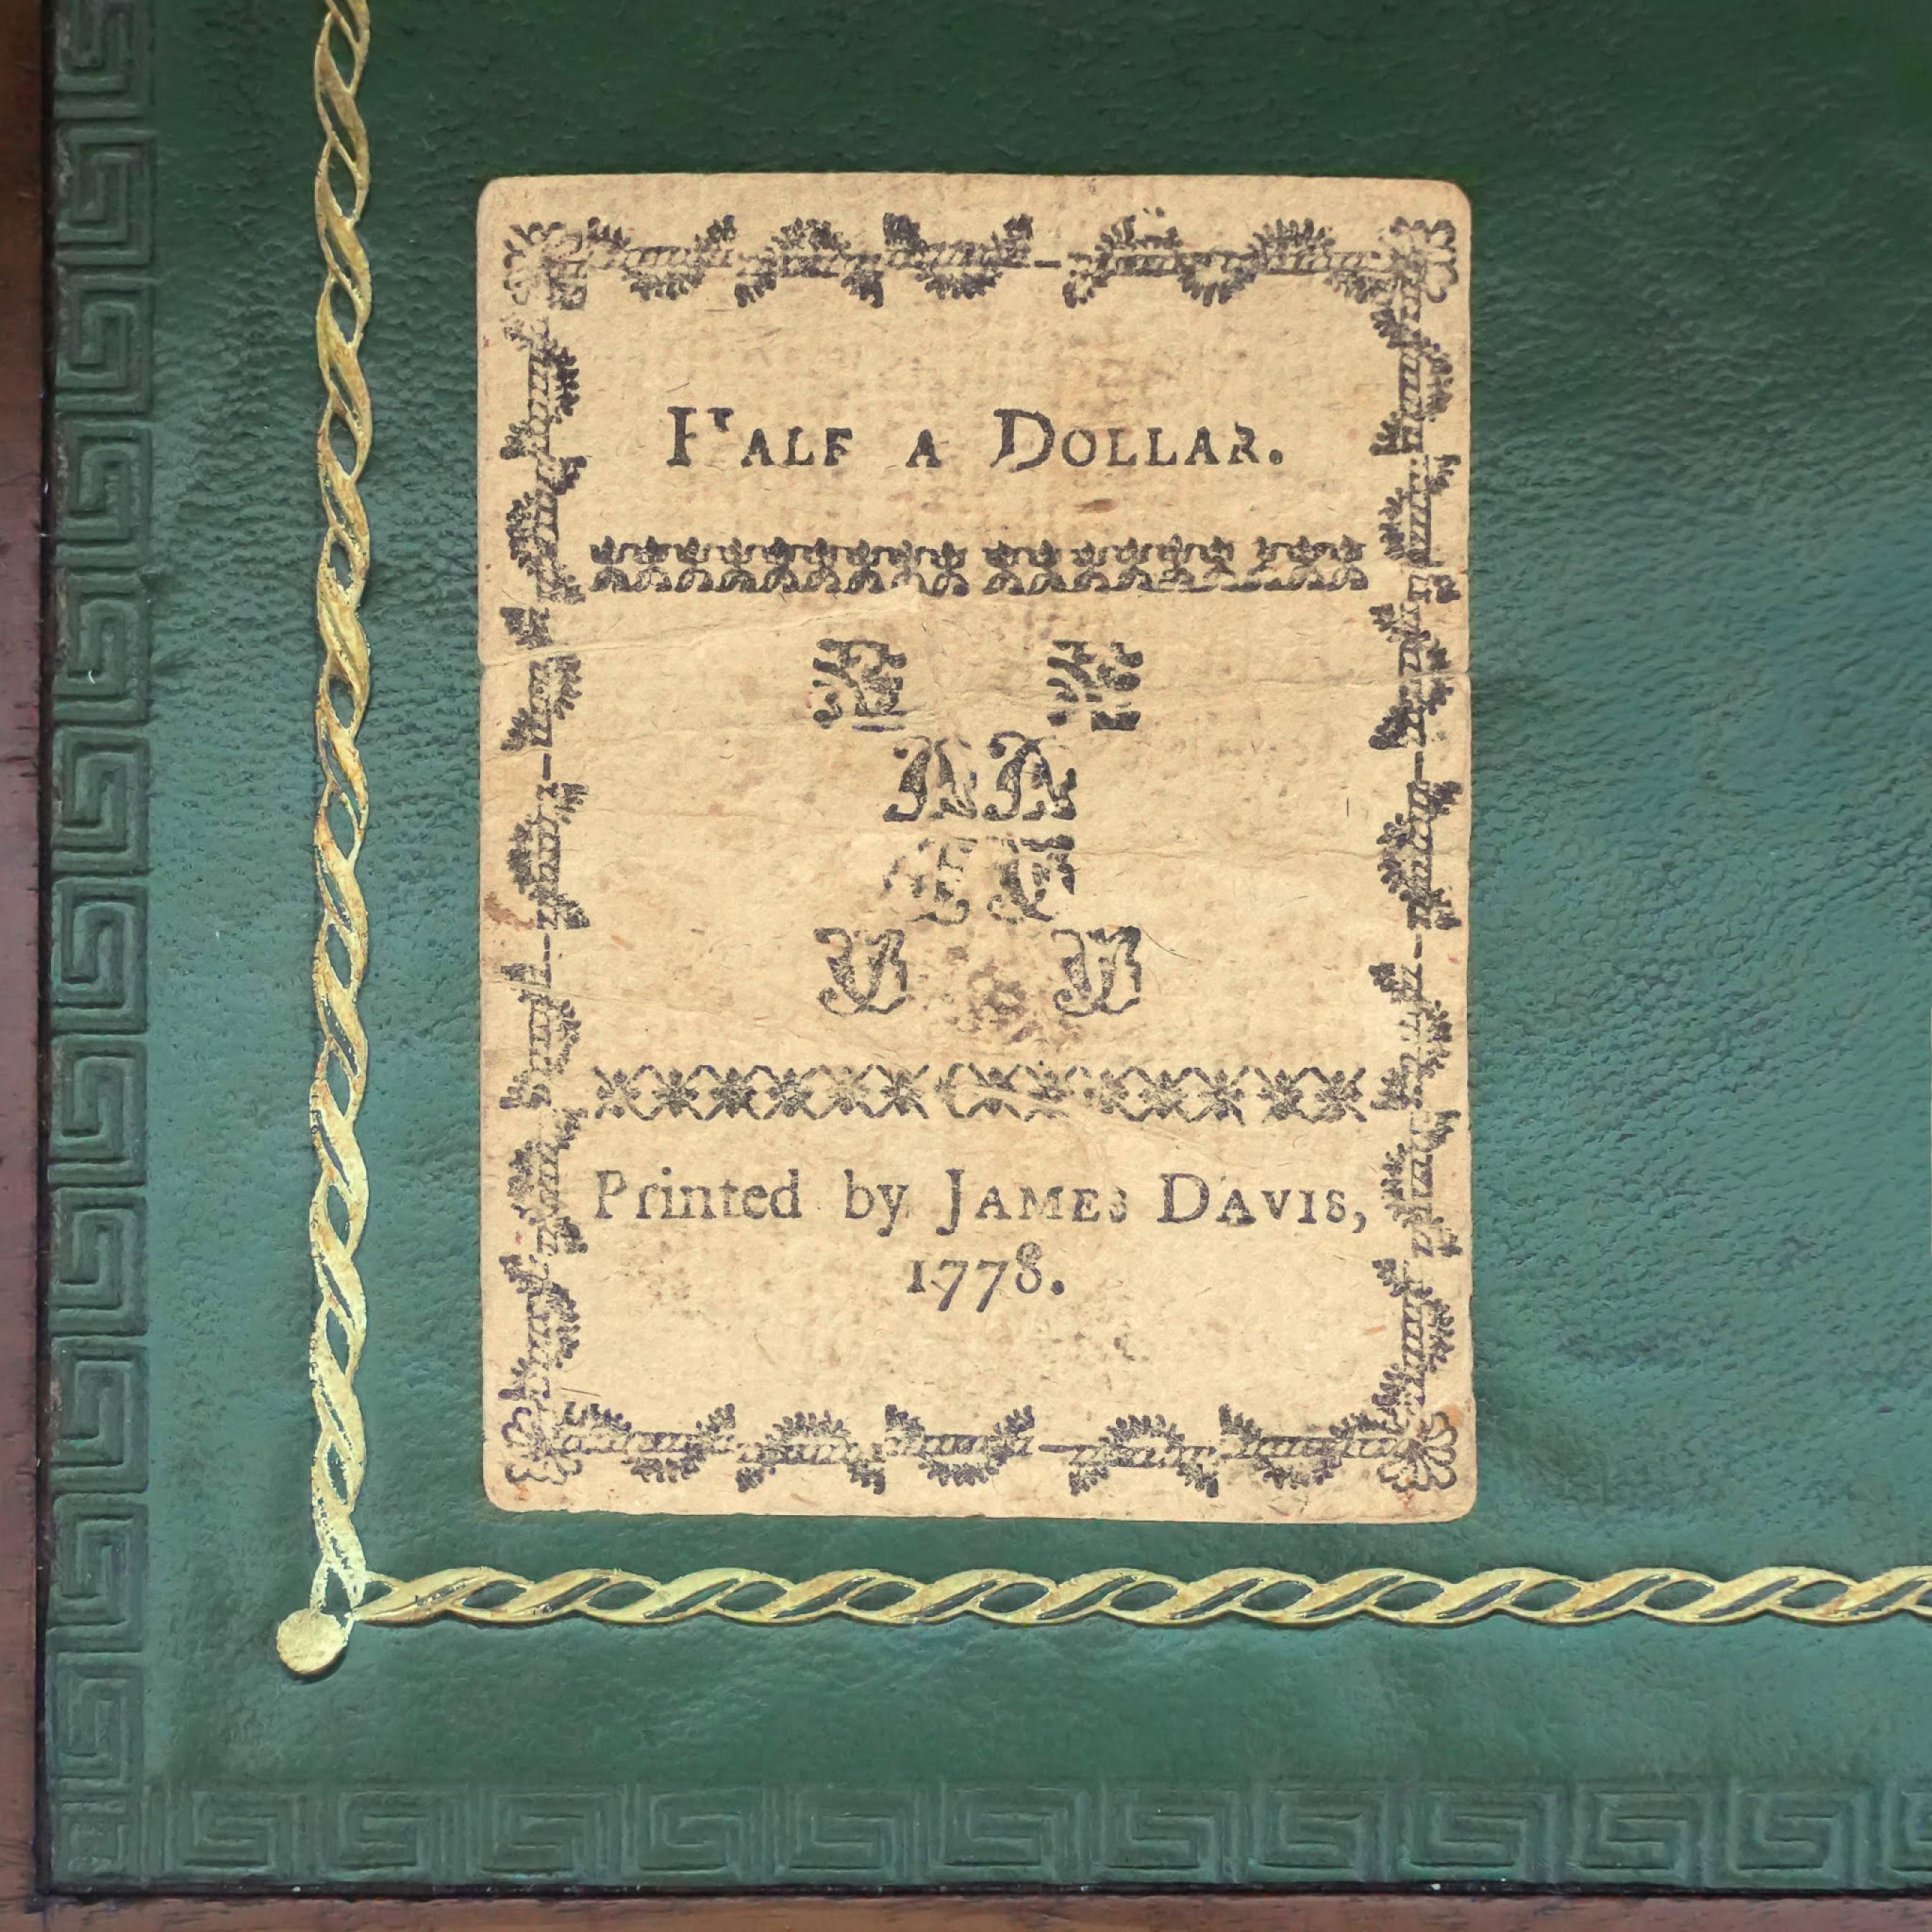 HALF A DOLLAR.
Printed by JAMES DAVIS,
1778.